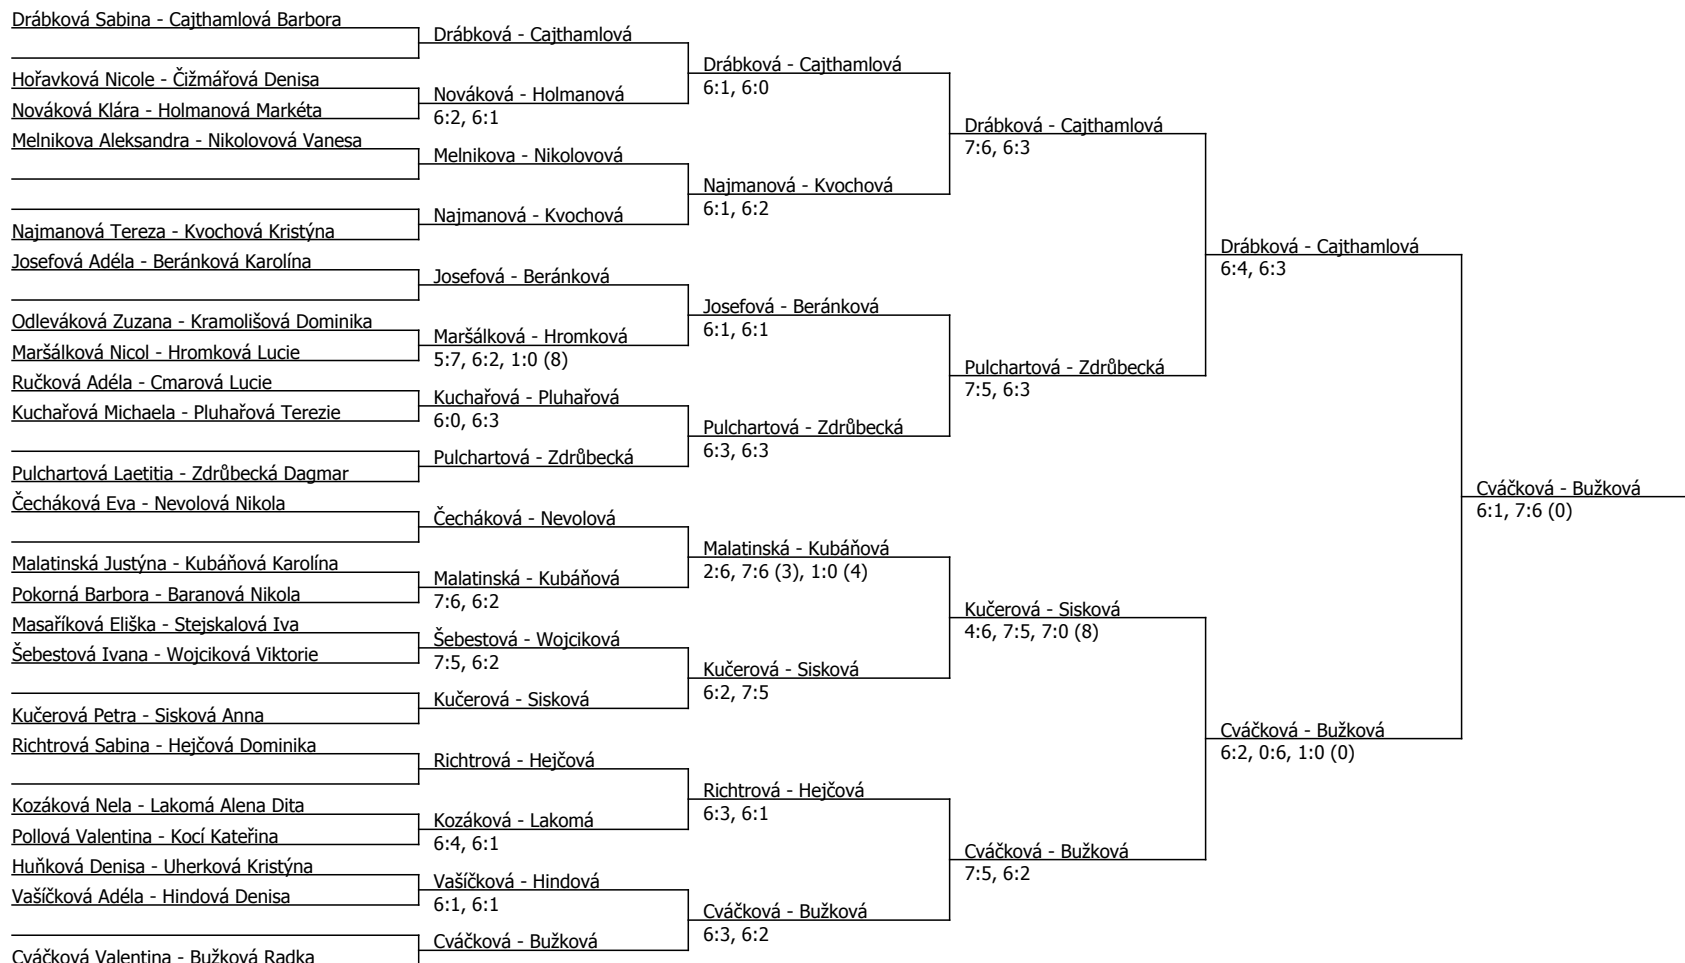 Drábková Sabina - Cajthamlová Barbora
Hořavková Nicole - Čižmářová Denisa
Nováková Klára - Holmanová Markéta
Melnikova Aleksandra - Nikolovová Vanesa
Najmanová Tereza - Kvochová Kristýna
Josefová Adéla - Beránková Karolína
Odleváková Zuzana - Kramolišová Dominika
Maršálková Nicol - Hromková Lucie
Ručková Adéla - Cmarová Lucie
Kuchařová Michaela - Pluhařová Terezie
Pulchartová Laetitia - Zdrůbecká Dagmar
Čecháková Eva - Nevolová Nikola
Malatinská Justýna - Kubáňová Karolína
Pokorná Barbora - Baranová Nikola
Masaříková Eliška - Stejskalová Iva
Šebestová Ivana - Wojciková Viktorie
Kučerová Petra - Sisková Anna
Richtrová Sabina - Hejčová Dominika
Kozáková Nela - Lakomá Alena Dita
Pollová Valentina - Kocí Kateřina
Huňková Denisa - Uherková Kristýna
Vašíčková Adéla - Hindová Denisa
Cváčková Valentina - Bužková Radka
Drábková - Cajthamlová
Nováková - Holmanová
6:2, 6:1
Melnikova - Nikolovová
Najmanová - Kvochová
Josefová - Beránková
Maršálková - Hromková
5:7, 6:2, 1:0 (8)
Kuchařová - Pluhařová
6:0, 6:3
Pulchartová - Zdrůbecká
Čecháková - Nevolová
Malatinská - Kubáňová
7:6, 6:2
Šebestová - Wojciková
7:5, 6:2
Kučerová - Sisková
Richtrová - Hejčová
Kozáková - Lakomá
6:4, 6:1
Vašíčková - Hindová
6:1, 6:1
Cváčková - Bužková
Drábková - Cajthamlová
6:1, 6:0
Najmanová - Kvochová
6:1, 6:2
Josefová - Beránková
6:1, 6:1
Pulchartová - Zdrůbecká
6:3, 6:3
Malatinská - Kubáňová
2:6, 7:6 (3), 1:0 (4)
Kučerová - Sisková
6:2, 7:5
Richtrová - Hejčová
6:3, 6:1
Cváčková - Bužková
6:3, 6:2
Drábková - Cajthamlová
7:6, 6:3
Pulchartová - Zdrůbecká
7:5, 6:3
Kučerová - Sisková
4:6, 7:5, 7:0 (8)
Cváčková - Bužková
7:5, 6:2
Drábková - Cajthamlová
6:4, 6:3
Cváčková - Bužková
6:2, 0:6, 1:0 (0)
Cváčková - Bužková
6:1, 7:6 (0)